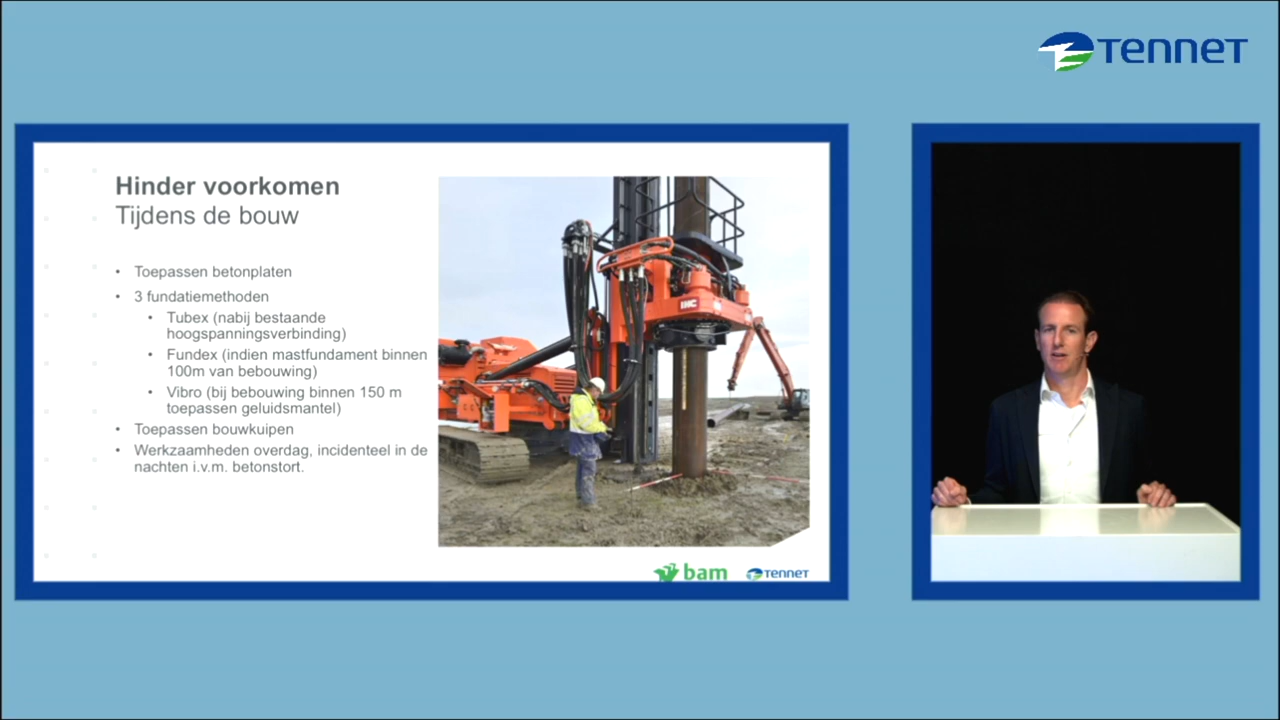 TenneT
Hinder voorkomen
Tijdens de bouw
• Toepassen betonplaten
• 3 fundatiemethoden
• Tubex (nabij bestaande
hoogspanningsverbinding)
• Fundex (indien mastfundament binnen
100m van bebouwing)
• Vibro (bij bebouwing binnen 150 m
toepassen geluidsmantel)
• Toepassen bouwkuipen
• Werkzaamheden overdag, incidenteel in de
nachten i.v.m. betonstort.
IHC
bam
TenneT